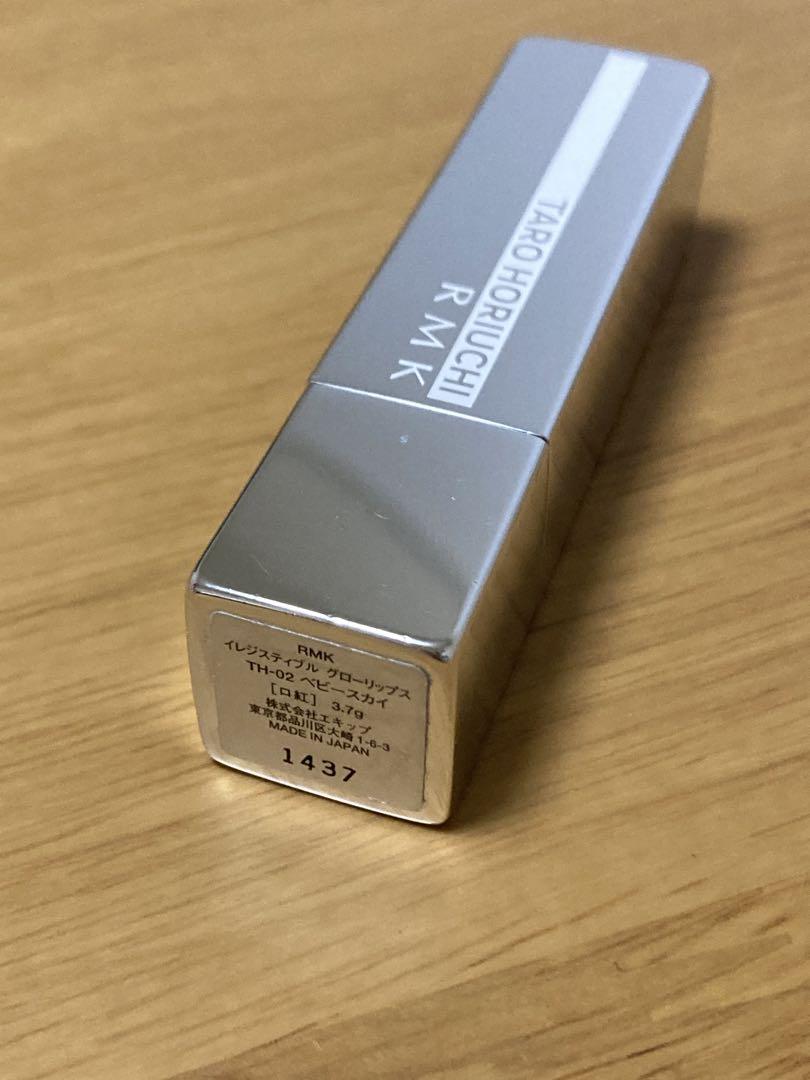 TARO HORIUCHI
RMK
RMK
イレジスティブル グローリップス
TH-02 ベビースカイ
[口紅] 3.7g
株式会社エキップ
東京都品川区大崎1-6-3
MADE IN JAPAN
1437